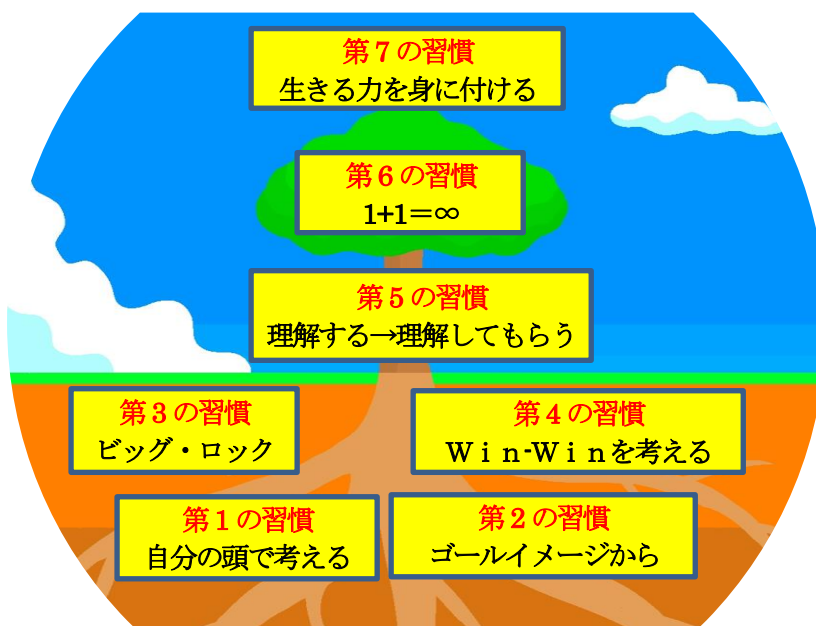 第７の習慣
生きる力を身に付ける
第６の習慣
1+1＝∞
第５の習慣
理解する→理解してもらう
第３の習慣
ビッグ・ロック
第４の習慣
Ｗｉｎ-Ｗｉｎを考える
第１の習慣
自分の頭で考える
第２の習慣
ゴールイメージから